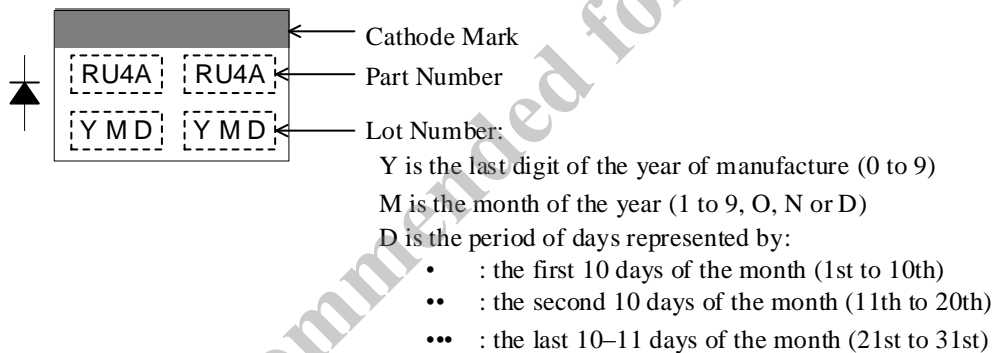 Cathode Mark
RU4A RU4A Part Number
Y M D Y M D Lot Number:
Y is the last digit of the year of manufacture (0 to 9)
M is the month of the year (1 to 9, O, N or D)
D is the period of days represented by:
• : the first 10 days of the month (1st to 10th)
•• : the second 10 days of the month (11th to 20th)
••• : the last 10–11 days of the month (21st to 31st)
ommended fo